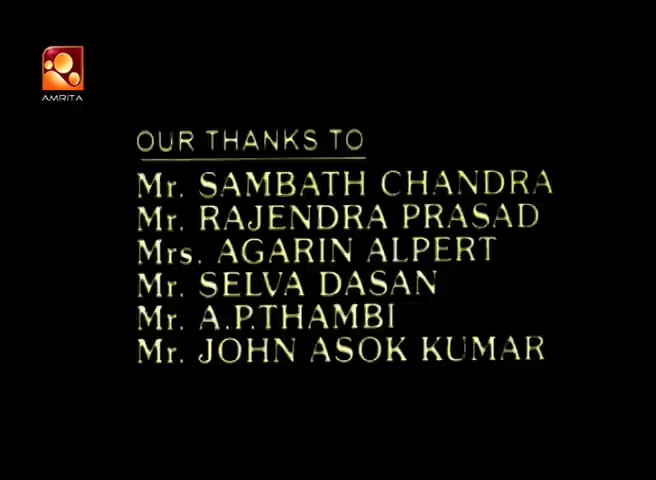 AMRITA
OUR THANKS TO
Mr. SAMBATH CHANDRA
Mr. RAJENDRA PRASAD
Mrs. AGARIN ALPERT
Mr. SELVA DASAN
Mr. A.P.THAMBI
Mr. JOHN ASOK KUMAR